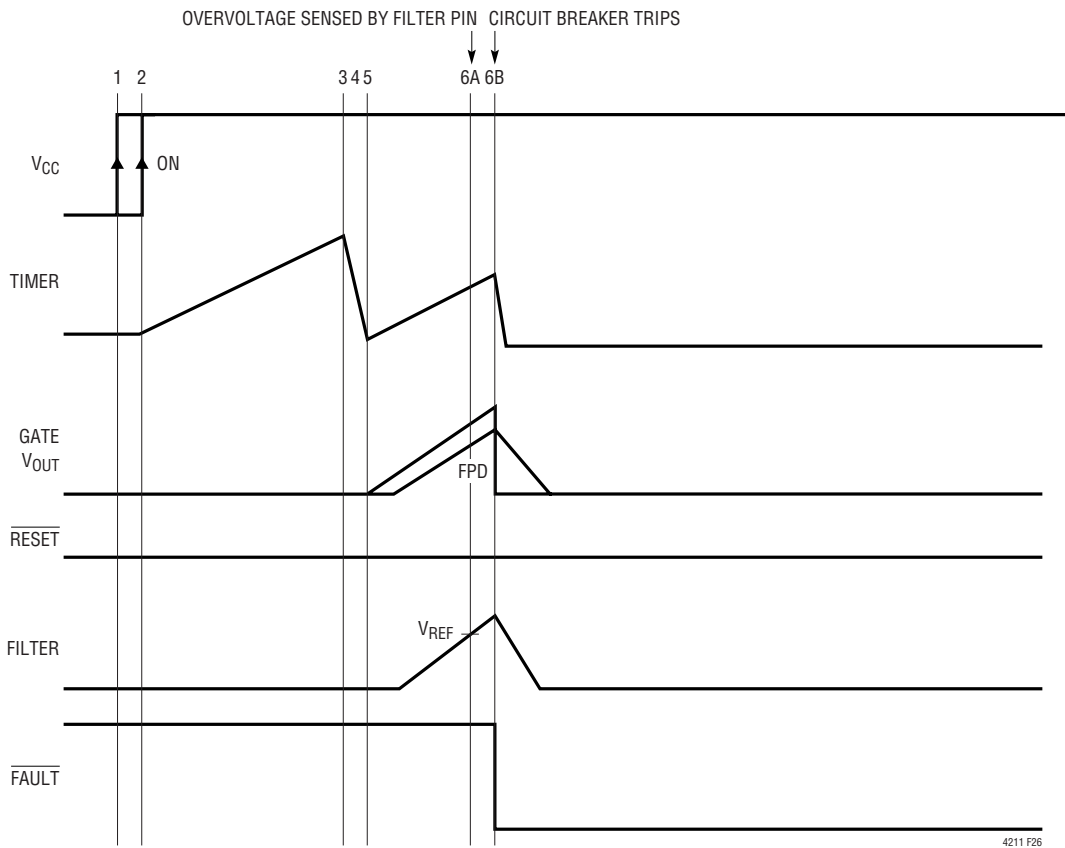 OVERVOLTAGE SENSED BY FILTER PIN CIRCUIT BREAKER TRIPS
1 2 3 4 5 6A 6B
VCC ON
TIMER
GATE
VOUT
FPD
RESET
VREF
FILTER
FAULT
4211 F26